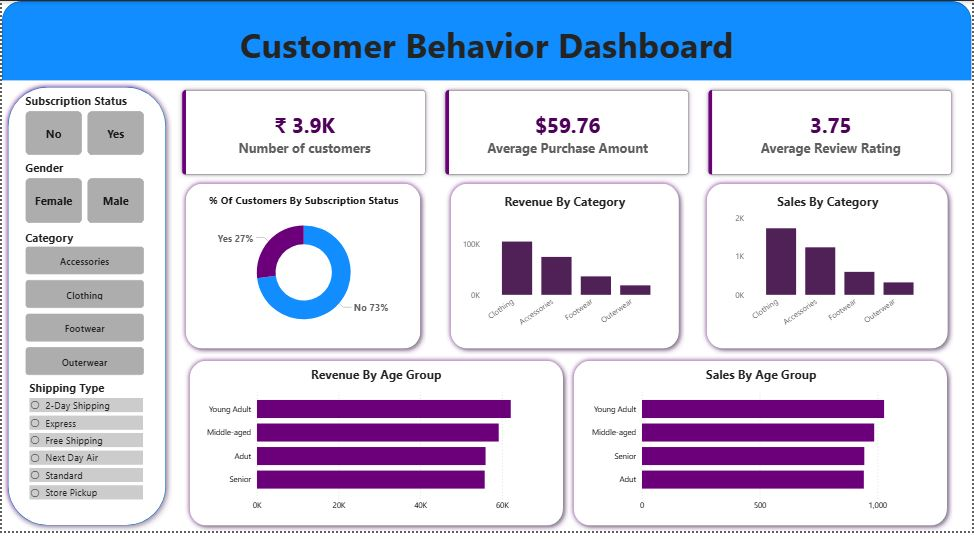 Customer Behavior Dashboard
Subscription Status
No Yes
Gender
Female Male
Category
Accessories
Clothing
Footwear
Outerwear
Shipping Type
2-Day Shipping
Express
Free Shipping
Next Day Air
Standard
Store Pickup
₹ 3.9K
Number of customers
$59.76
Average Purchase Amount
3.75
Average Review Rating
% Of Customers By Subscription Status
Yes 27%
No 73%
Revenue By Category
100K
0K
Clothing Accessories Footwear Outerwear
Sales By Category
2K
1K
0K
Clothing Accessories Footwear Outerwear
Revenue By Age Group
Young Adult
Middle-aged
Adut
Senior
0K 20K 40K 60K
Sales By Age Group
Young Adult
Middle-aged
Senior
Adut
0 500 1,000